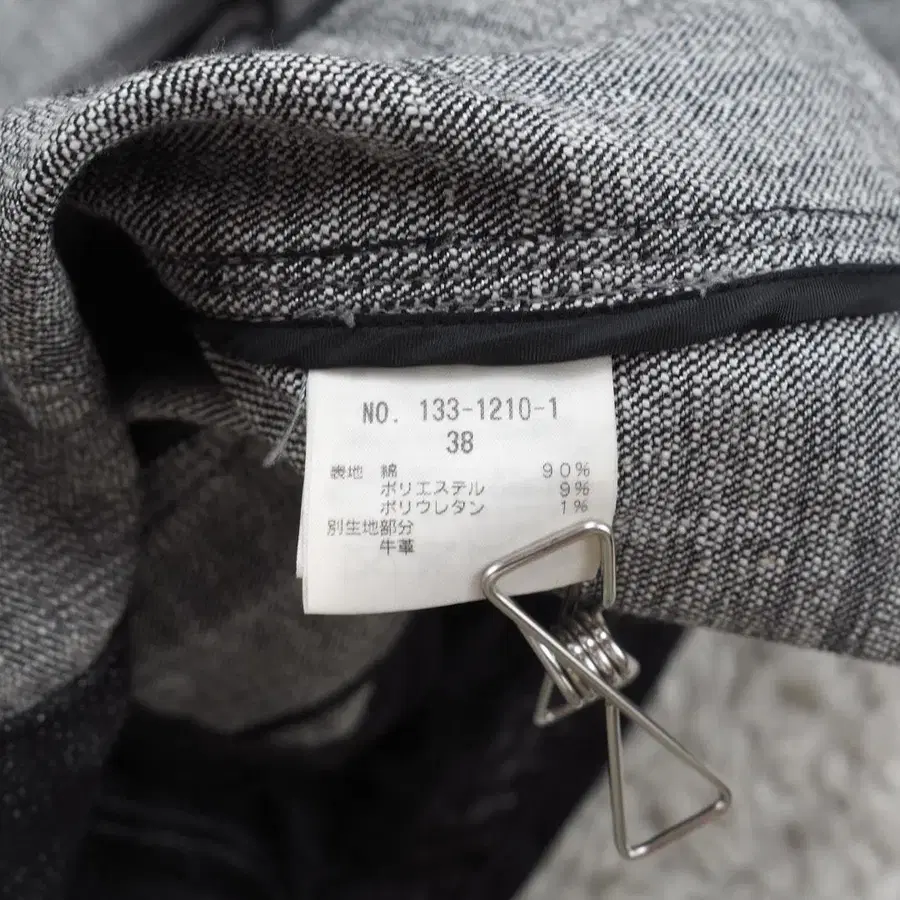 NO. 133-1210-1
38
表地 綿 90%
ポリエステル 9%
ポリウレタン 1%
別生地部分
牛革